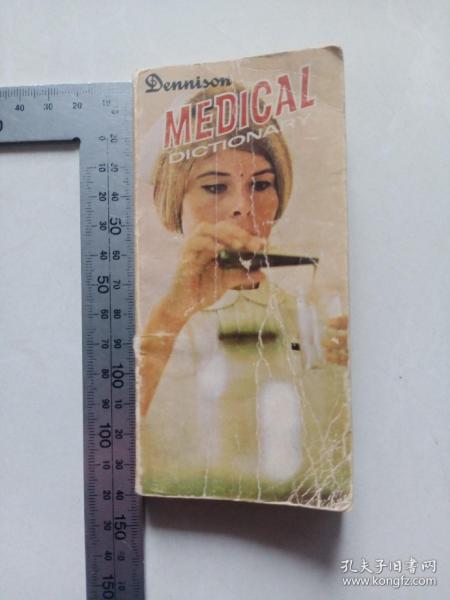 Dennison
MEDICAL
DICTIONARY
孔夫子旧书网
www.kongfz.com